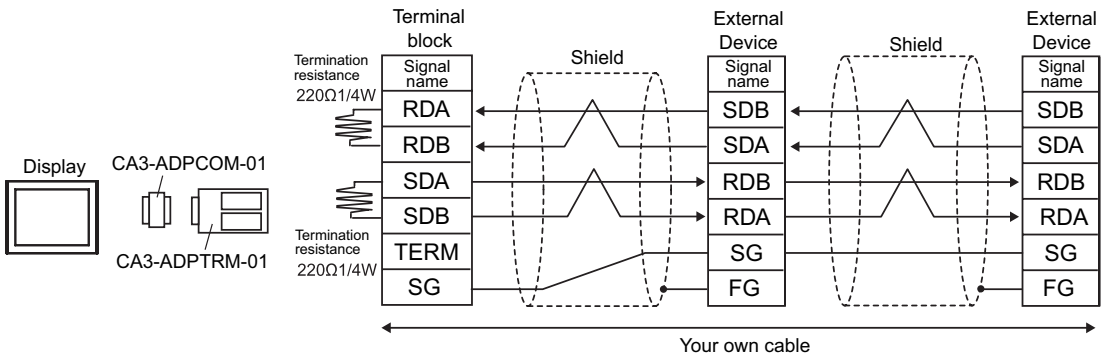 Terminal
block
External
Device
External
Device
Shield
Shield
Termination
resistance
220Ω1/4W
Signal
name
Signal
name
Signal
name
RDA
SDB
SDB
RDB
SDA
SDA
Display
CA3-ADPCOM-01
SDA
RDB
RDB
SDB
RDA
RDA
CA3-ADPTRM-01
Termination
resistance
220Ω1/4W
TERM
SG
SG
SG
FG
FG
Your own cable